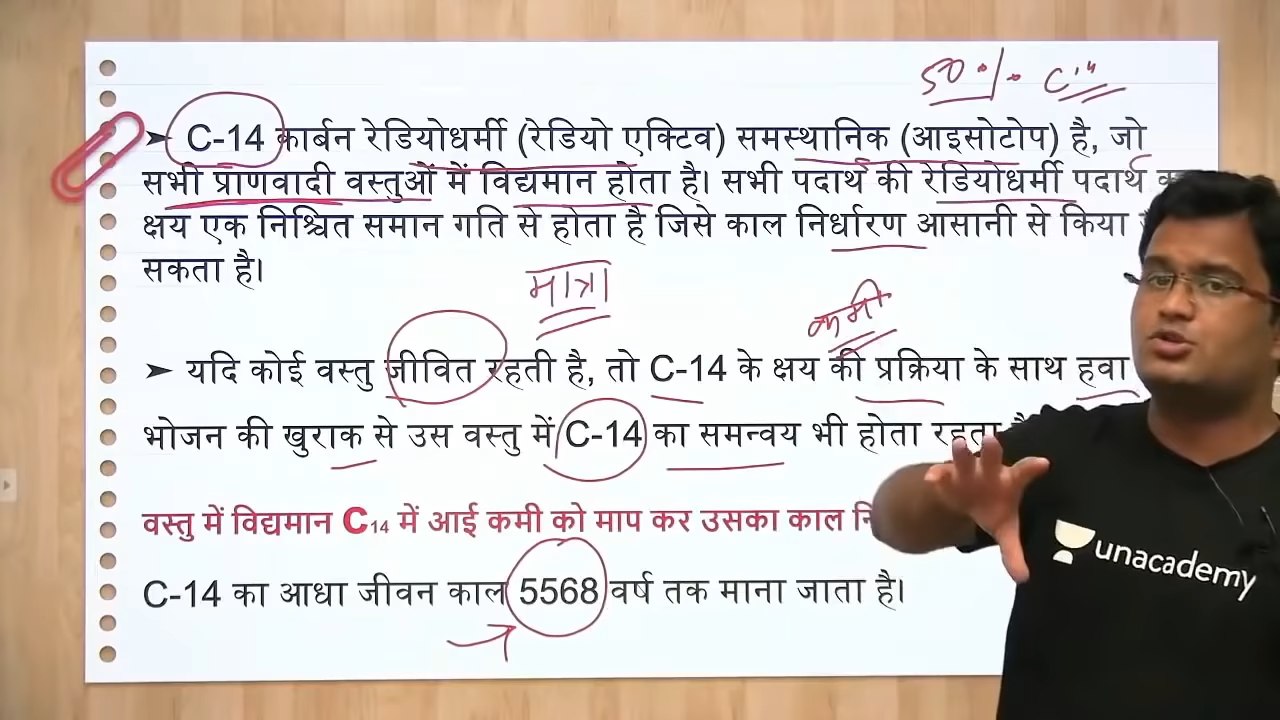 50 % C14
➤ C-14 कार्बन रेडियोधर्मी (रेडियो एक्टिव) समस्थानिक (आइसोटोप) है, जो
सभी प्राणवादी वस्तुओं में विद्यमान होता है। सभी पदार्थ की रेडियोधर्मी पदार्थ
क्षय एक निश्चित समान गति से होता है जिसे काल निर्धारण आसानी से किया
सकता है।
मात्रा
कमी
➤ यदि कोई वस्तु जीवित रहती है, तो C-14 के क्षय की प्रक्रिया के साथ हवा
भोजन की खुराक से उस वस्तु में C-14 का समन्वय भी होता रहता
वस्तु में विद्यमान C14 में आई कमी को माप कर उसका काल
C-14 का आधा जीवन काल 5568 वर्ष तक माना जाता है।
unacademy